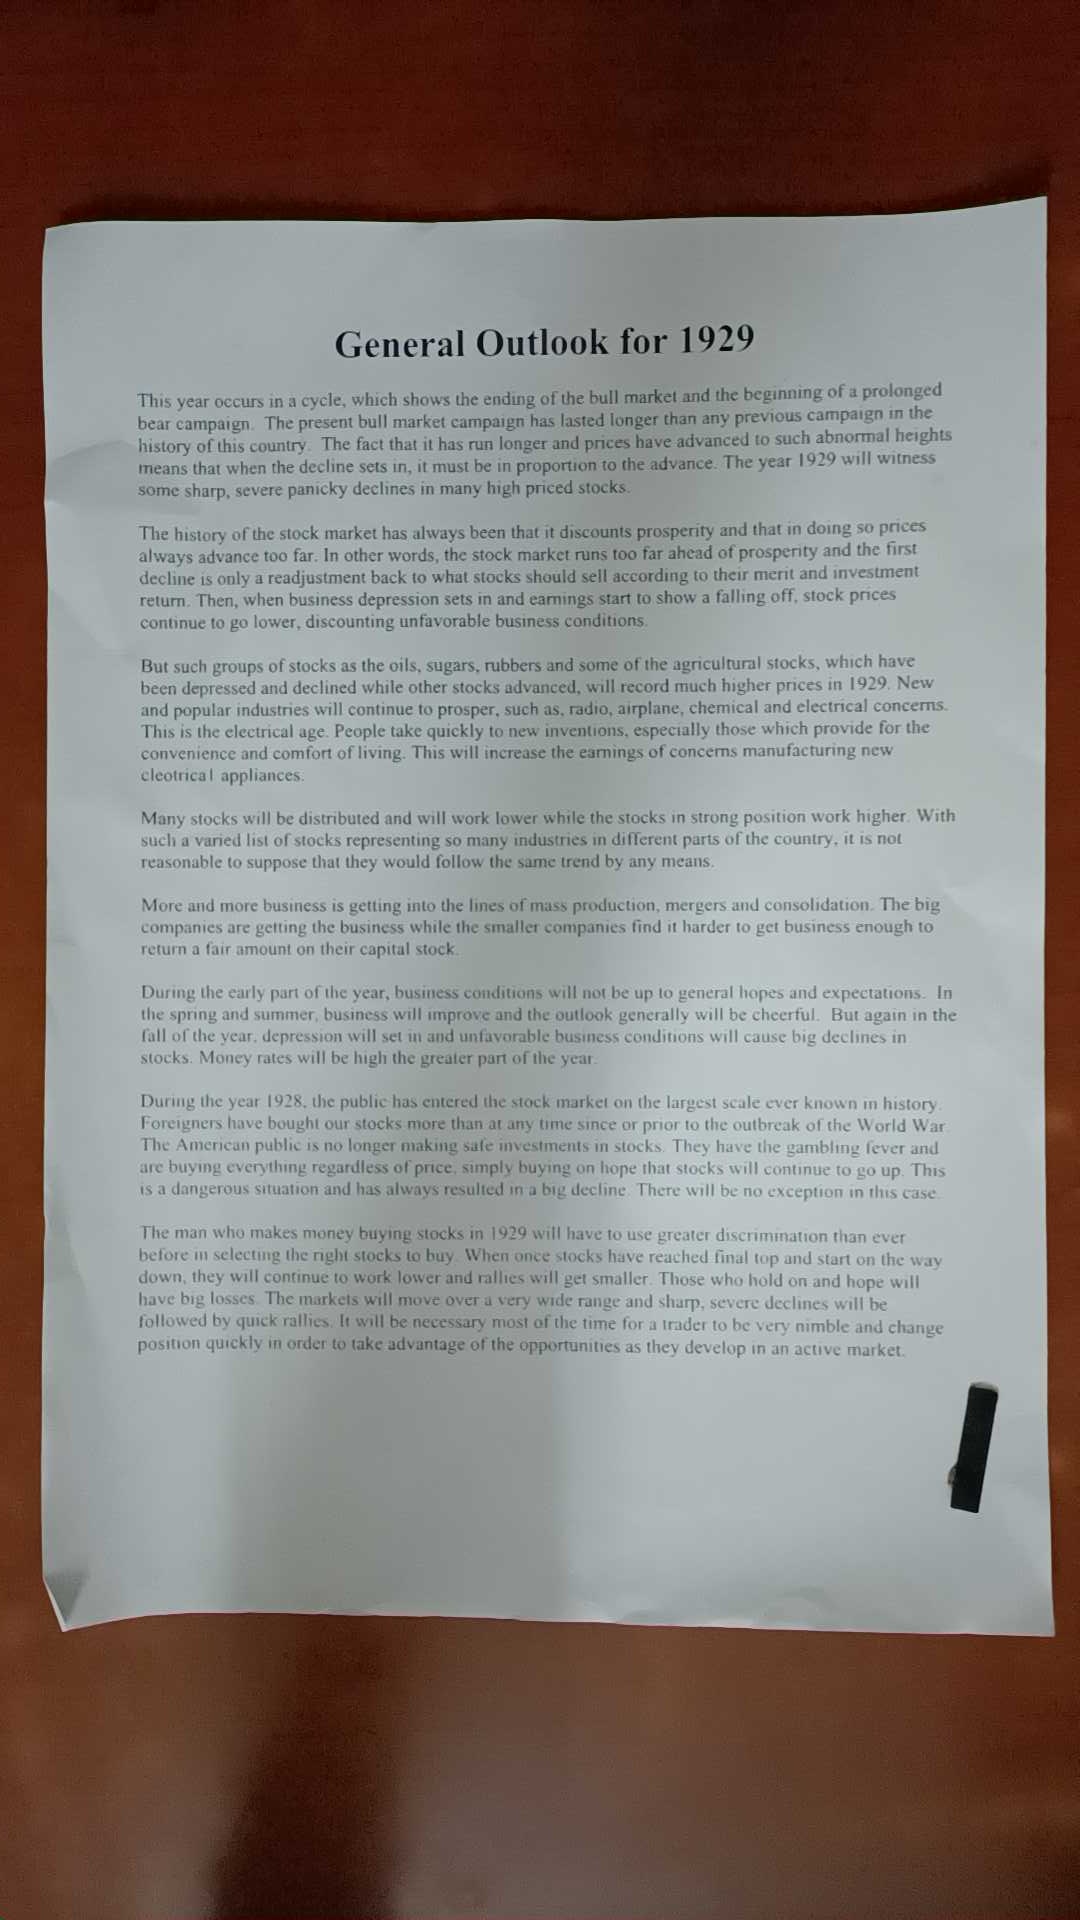 General Outlook for 1929
This year occurs in a cycle, which shows the ending of the bull market and the beginning of a prolonged
bear campaign. The present bull market campaign has lasted longer than any previous campaign in the
history of this country. The fact that it has run longer and prices have advanced to such abnormal heights
means that when the decline sets in, it must be in proportion to the advance. The year 1929 will witness
some sharp, severe panicky declines in many high priced stocks.
The history of the stock market has always been that it discounts prosperity and that in doing so prices
always advance too far. In other words, the stock market runs too far ahead of prosperity and the first
decline is only a readjustment back to what stocks should sell according to their merit and investment
return. Then, when business depression sets in and earnings start to show a falling off, stock prices
continue to go lower, discounting unfavorable business conditions.
But such groups of stocks as the oils, sugars, rubbers and some of the agricultural stocks, which have
been depressed and declined while other stocks advanced, will record much higher prices in 1929. New
and popular industries will continue to prosper, such as, radio, airplane, chemical and electrical concerns.
This is the electrical age. People take quickly to new inventions, especially those which provide for the
convenience and comfort of living. This will increase the earnings of concerns manufacturing new
cleotrical appliances.
Many stocks will be distributed and will work lower while the stocks in strong position work higher. With
such a varied list of stocks representing so many industries in different parts of the country, it is not
reasonable to suppose that they would follow the same trend by any means.
More and more business is getting into the lines of mass production, mergers and consolidation. The big
companies are getting the business while the smaller companies find it harder to get business enough to
return a fair amount on their capital stock.
During the early part of the year, business conditions will not be up to general hopes and expectations. In
the spring and summer, business will improve and the outlook generally will be cheerful. But again in the
fall of the year, depression will set in and unfavorable business conditions will cause big declines in
stocks. Money rates will be high the greater part of the year.
During the year 1928, the public has entered the stock market on the largest scale ever known in history.
Foreigners have bought our stocks more than at any time since or prior to the outbreak of the World War.
The American public is no longer making safe investments in stocks. They have the gambling fever and
are buying everything regardless of price, simply buying on hope that stocks will continue to go up. This
is a dangerous situation and has always resulted in a big decline. There will be no exception in this case.
The man who makes money buying stocks in 1929 will have to use greater discrimination than ever
before in selecting the right stocks to buy. When once stocks have reached final top and start on the way
down, they will continue to work lower and rallies will get smaller. Those who hold on and hope will
have big losses. The markets will move over a very wide range and sharp, severe declines will be
followed by quick rallies. It will be necessary most of the time for a trader to be very nimble and change
position quickly in order to take advantage of the opportunities as they develop in an active market.